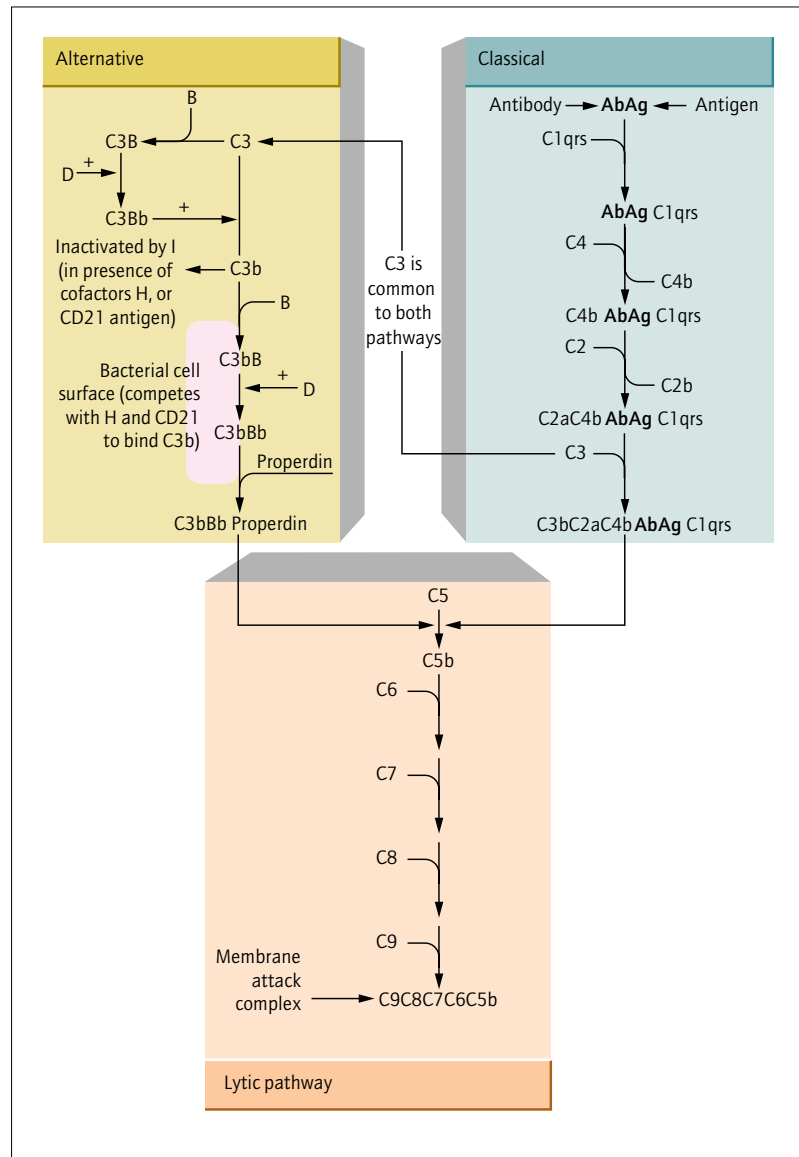 Alternative
B
C3B
C3
D
+
C3Bb
+
Inactivated by I
(in presence of
cofactors H, or
CD21 antigen)
C3b
B
C3bB
Bacterial cell
surface (competes
with H and CD21
to bind C3b)
+
D
C3bBb
Properdin
C3bBb Properdin
C3 is
common
to both
pathways
Classical
Antibody
AbAg
Antigen
C1qrs
AbAg C1qrs
C4
C4b
C4b AbAg C1qrs
C2
C2b
C2aC4b AbAg C1qrs
C3
C3bC2aC4b AbAg C1qrs
C5
C5b
C6
C7
C8
C9
Membrane
attack
complex
C9C8C7C6C5b
Lytic pathway